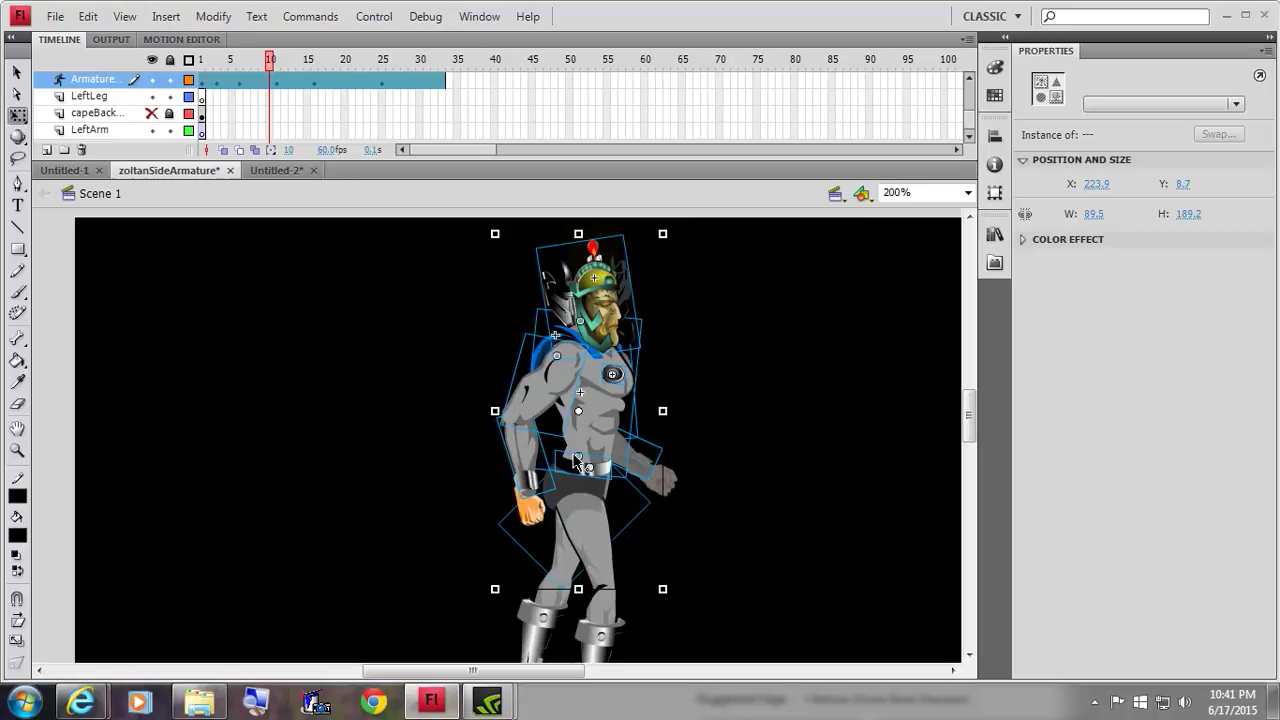 Fl File Edit View Insert Modify Text Commands Control Debug Window Help CLASSIC
TIMELINE OUTPUT MOTION EDITOR
PROPERTIES
1 5 10 15 20 25 30 35 40 45 50 55 60 65 70 75 80 85 90 95 100
Armature...
LeftLeg
capeBack...
LeftArm
10 60.0fps 0.1s
Instance of: --- Swap...
POSITION AND SIZE
X: 223.9 Y: 8.7
W: 89.5 H: 189.2
COLOR EFFECT
Untitled-1 zoltanSideArmature* Untitled-2*
Scene 1 200%
T
Fl
10:41 PM
6/17/2015